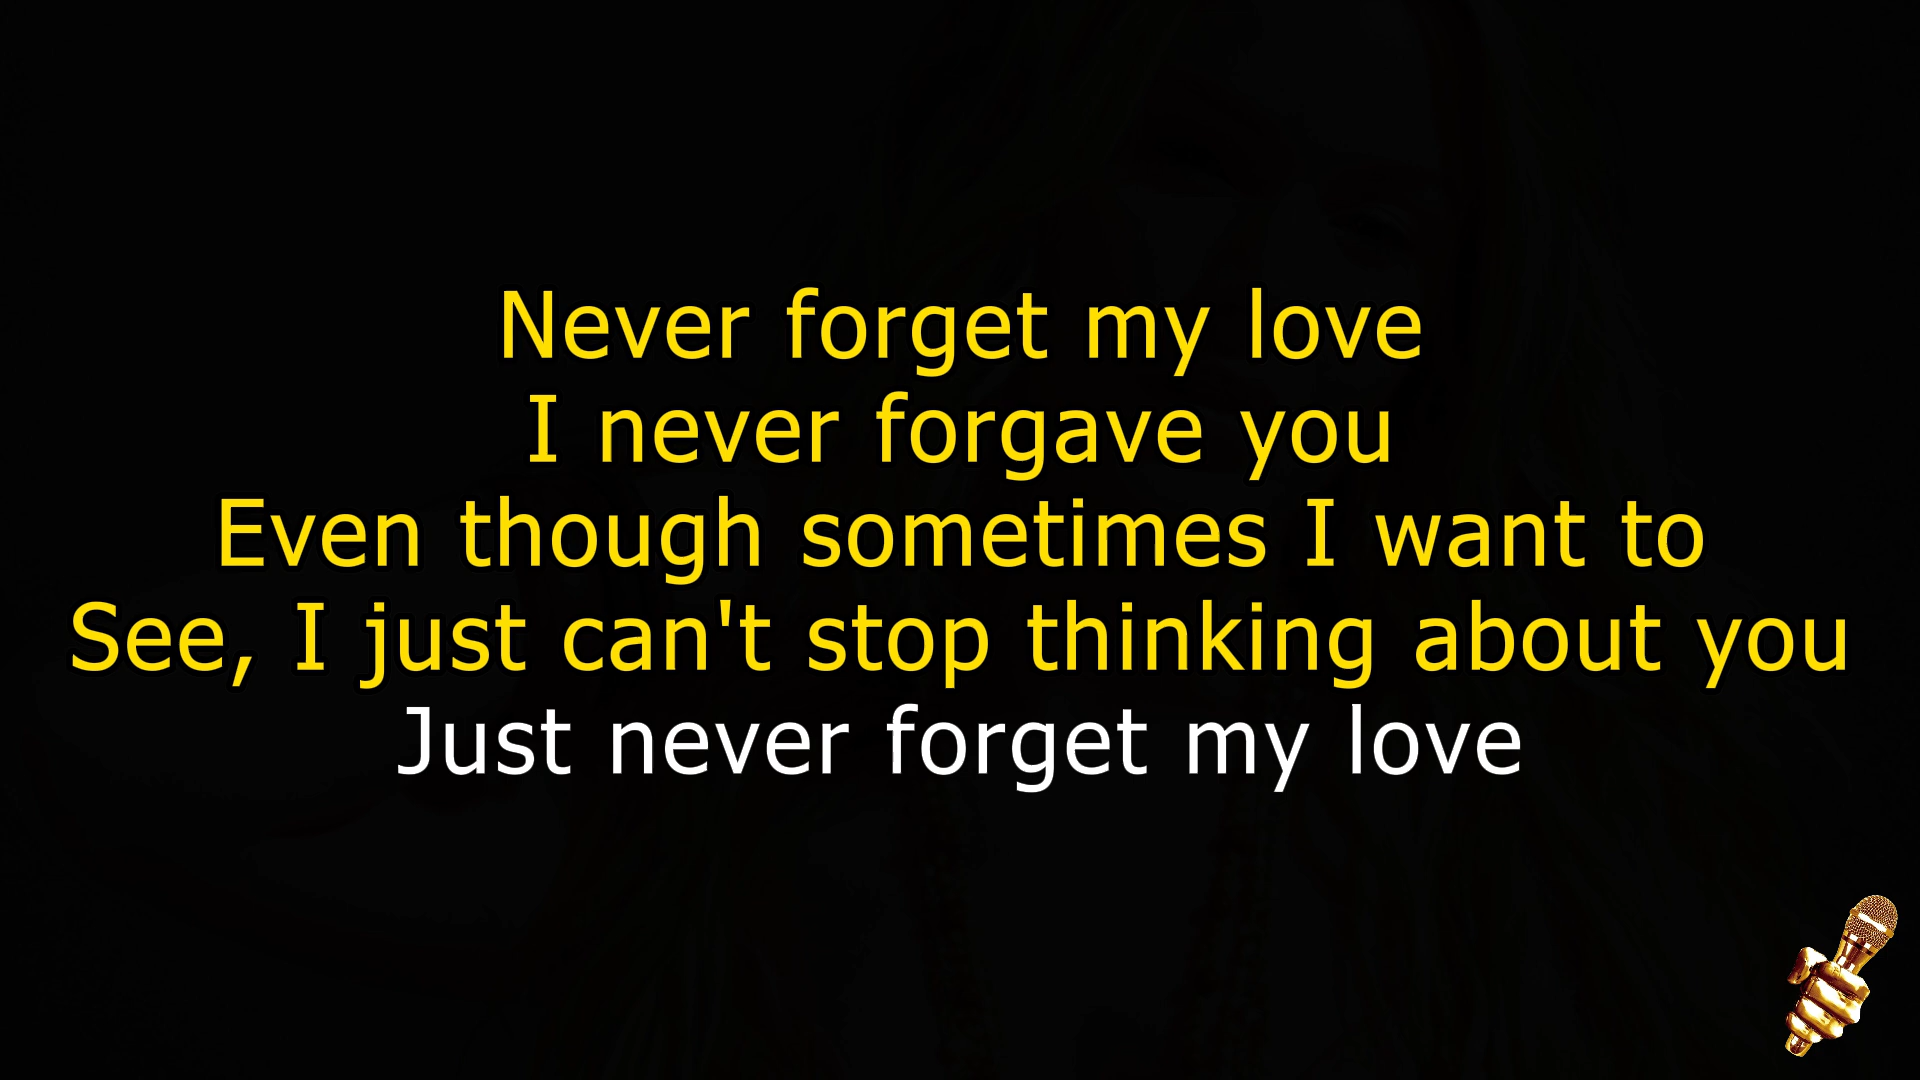 Never forget my love
I never forgave you
Even though sometimes I want to
See, I just can't stop thinking about you
Just never forget my love